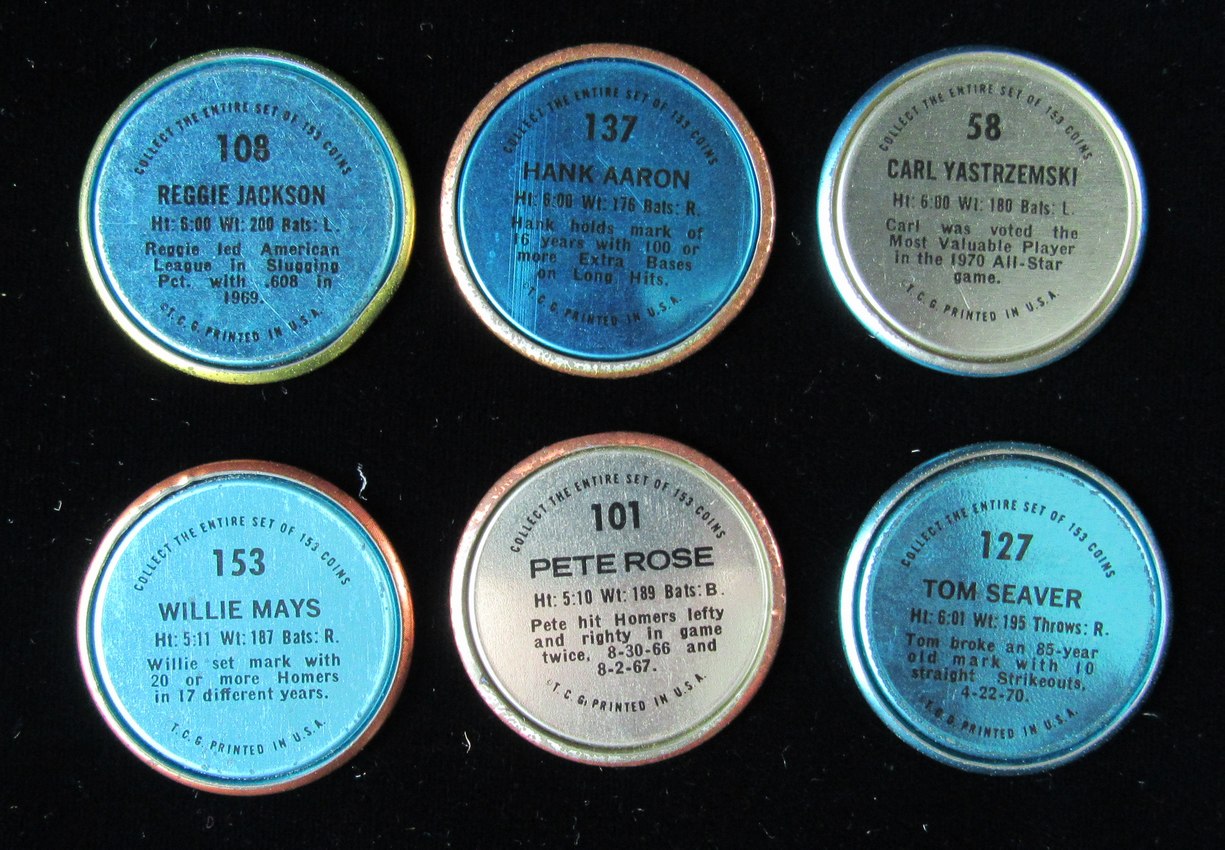 COLLECT THE ENTIRE SET OF 153 COINS
108
REGGIE JACKSON
Ht: 6:00 Wt: 200 Bats: L.
Reggie led American
League in Slugging
Pct. with .608 in
1969.
©T.C.G. PRINTED IN U.S.A.
COLLECT THE ENTIRE SET OF 153 COINS
137
HANK AARON
Ht: 6:00 Wt: 176 Bats: R.
Hank holds mark of
16 years with 100 or
more Extra Bases
on Long Hits.
©T.C.G. PRINTED IN U.S.A.
COLLECT THE ENTIRE SET OF 153 COINS
58
CARL YASTRZEMSKI
Ht: 6:00 Wt: 180 Bats: L.
Carl was voted the
Most Valuable Player
in the 1970 All-Star
game.
©T.C.G. PRINTED IN U.S.A.
COLLECT THE ENTIRE SET OF 153 COINS
153
WILLIE MAYS
Ht: 5:11 Wt: 187 Bats: R.
Willie set mark with
20 or more Homers
in 17 different years.
T.C.G. PRINTED IN U.S.A.
COLLECT THE ENTIRE SET OF 153 COINS
101
PETE ROSE
Ht: 5:10 Wt: 189 Bats: B.
Pete hit Homers lefty
and righty in game
twice, 8-30-66 and
8-2-67.
©T.C.G. PRINTED IN U.S.A.
COLLECT THE ENTIRE SET OF 153 COINS
127
TOM SEAVER
Ht: 6:01 Wt: 195 Throws: R.
Tom broke an 85-year
old mark with 10
straight Strikeouts,
4-22-70.
©T.C.G. PRINTED IN U.S.A.